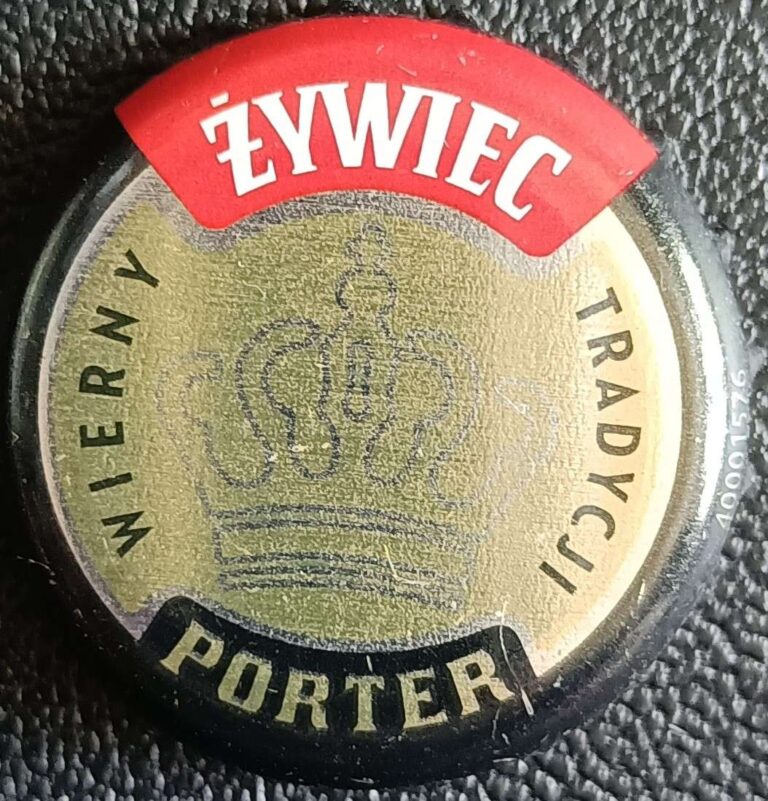 ŻYWIEC
WIERNY
TRADYCJI
PORTER
40001576